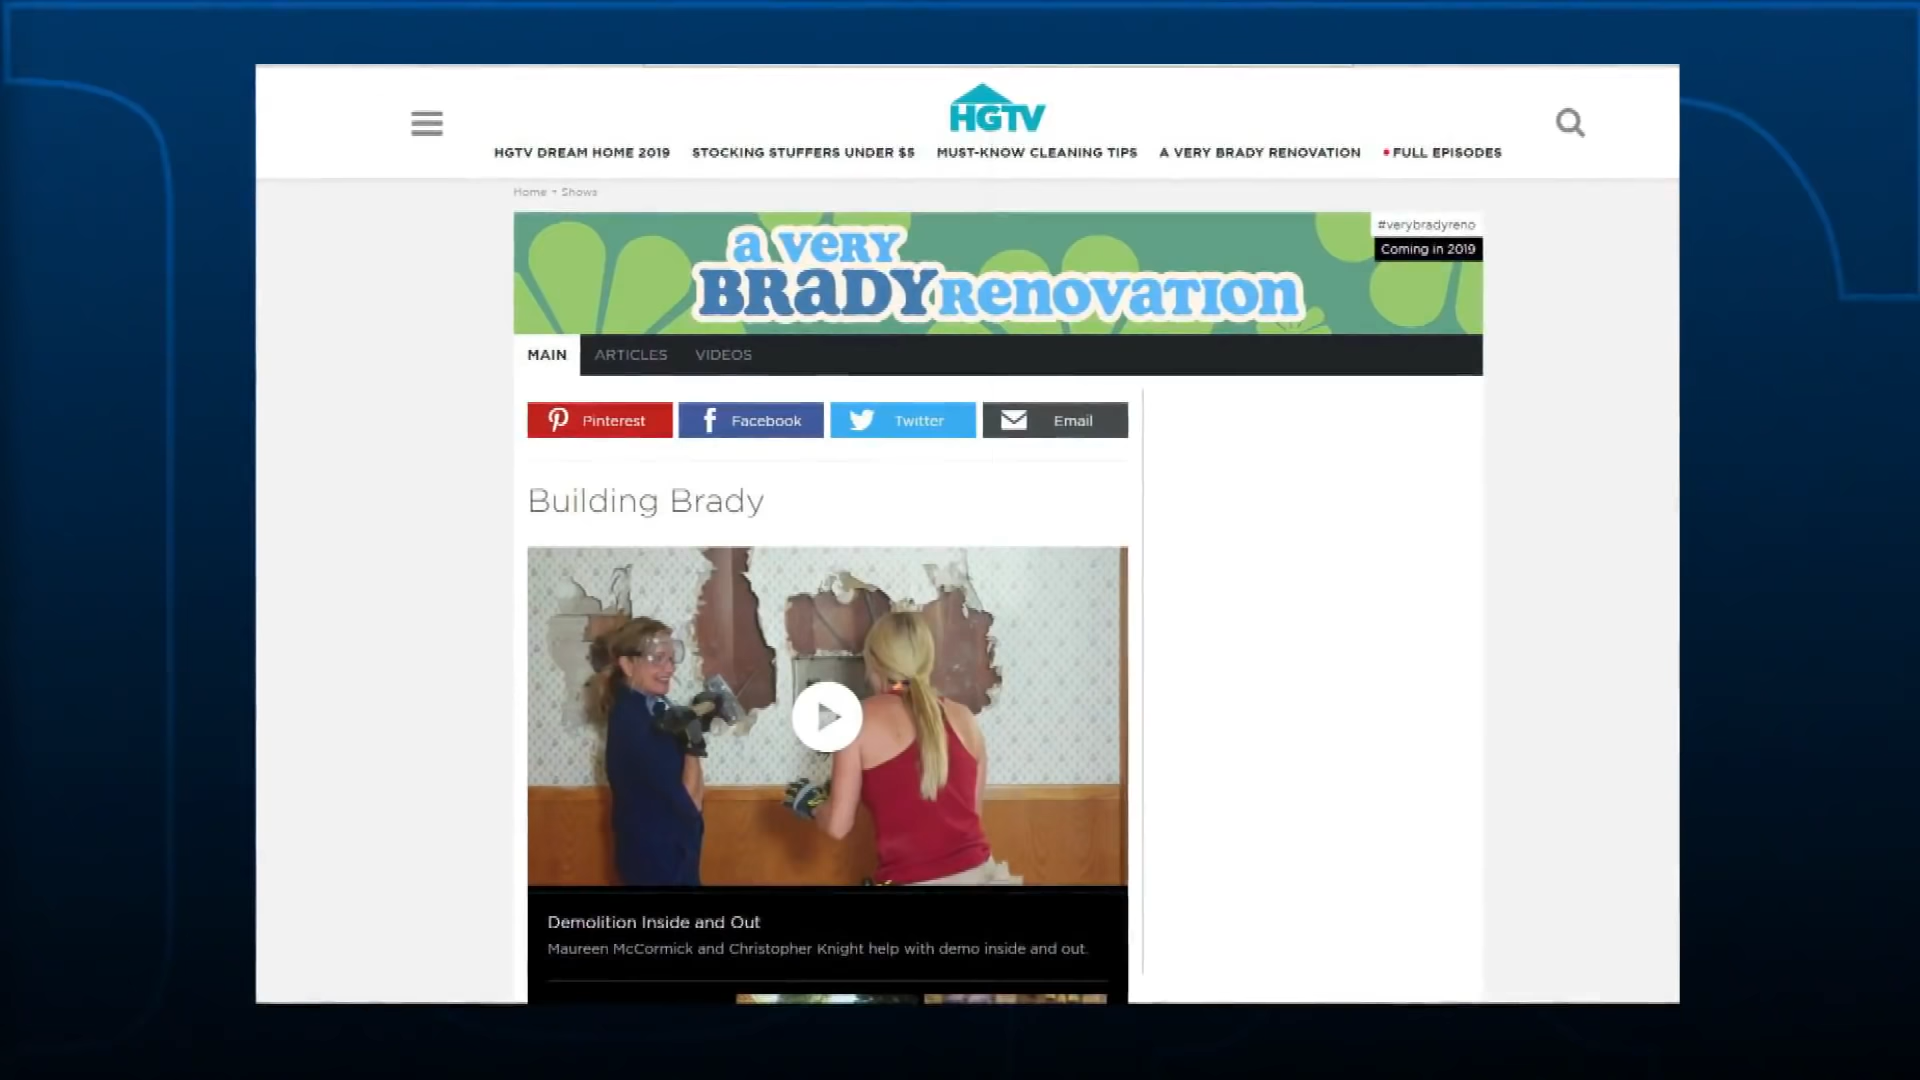 HGTV
HGTV DREAM HOME 2019 STOCKING STUFFERS UNDER $5 MUST-KNOW CLEANING TIPS A VERY BRADY RENOVATION FULL EPISODES
Home Shows
#verybradyreno
Coming in 2019
a VeRY
BRaDY RenovaTion
MAIN ARTICLES VIDEOS
Pinterest Facebook Twitter Email
Building Brady
Demolition Inside and Out
Maureen McCormick and Christopher Knight help with demo inside and out.